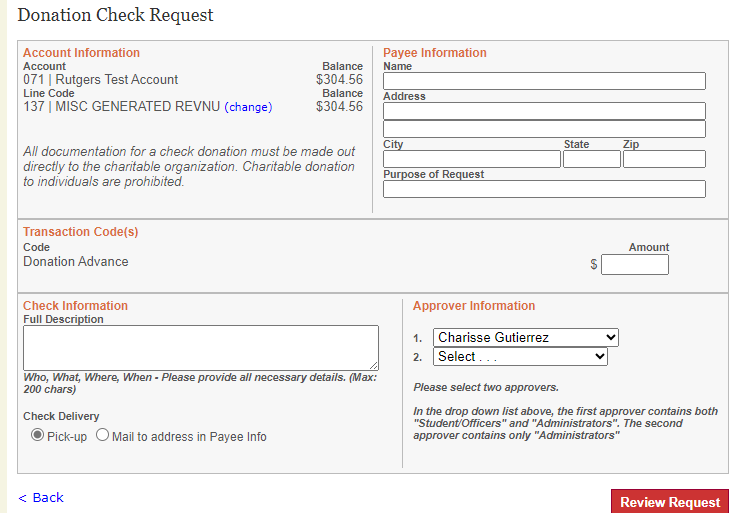 Donation Check Request
Account Information
Account Balance
071 | Rutgers Test Account $304.56
Line Code Balance
137 | MISC GENERATED REVNU (change) $304.56
All documentation for a check donation must be made out
directly to the charitable organization. Charitable donation
to individuals are prohibited.
Payee Information
Name
Address
City State Zip
Purpose of Request
Transaction Code(s)
Code Amount
Donation Advance $
Check Information
Full Description
Who, What, Where, When - Please provide all necessary details. (Max:
200 chars)
Check Delivery
Pick-up Mail to address in Payee Info
Approver Information
1. Charisse Gutierrez
2. Select . . .
Please select two approvers.
In the drop down list above, the first approver contains both
"Student/Officers" and "Administrators". The second
approver contains only "Administrators"
< Back
Review Request